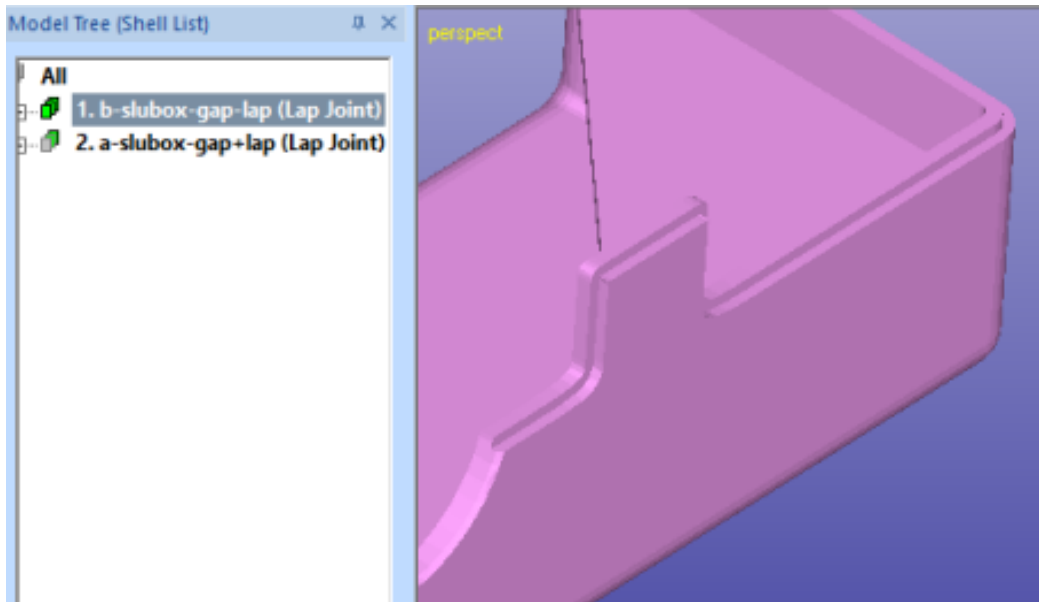 Model Tree (Shell List)
perspect
All
1. b-slubox-gap-lap (Lap Joint)
2. a-slubox-gap+lap (Lap Joint)